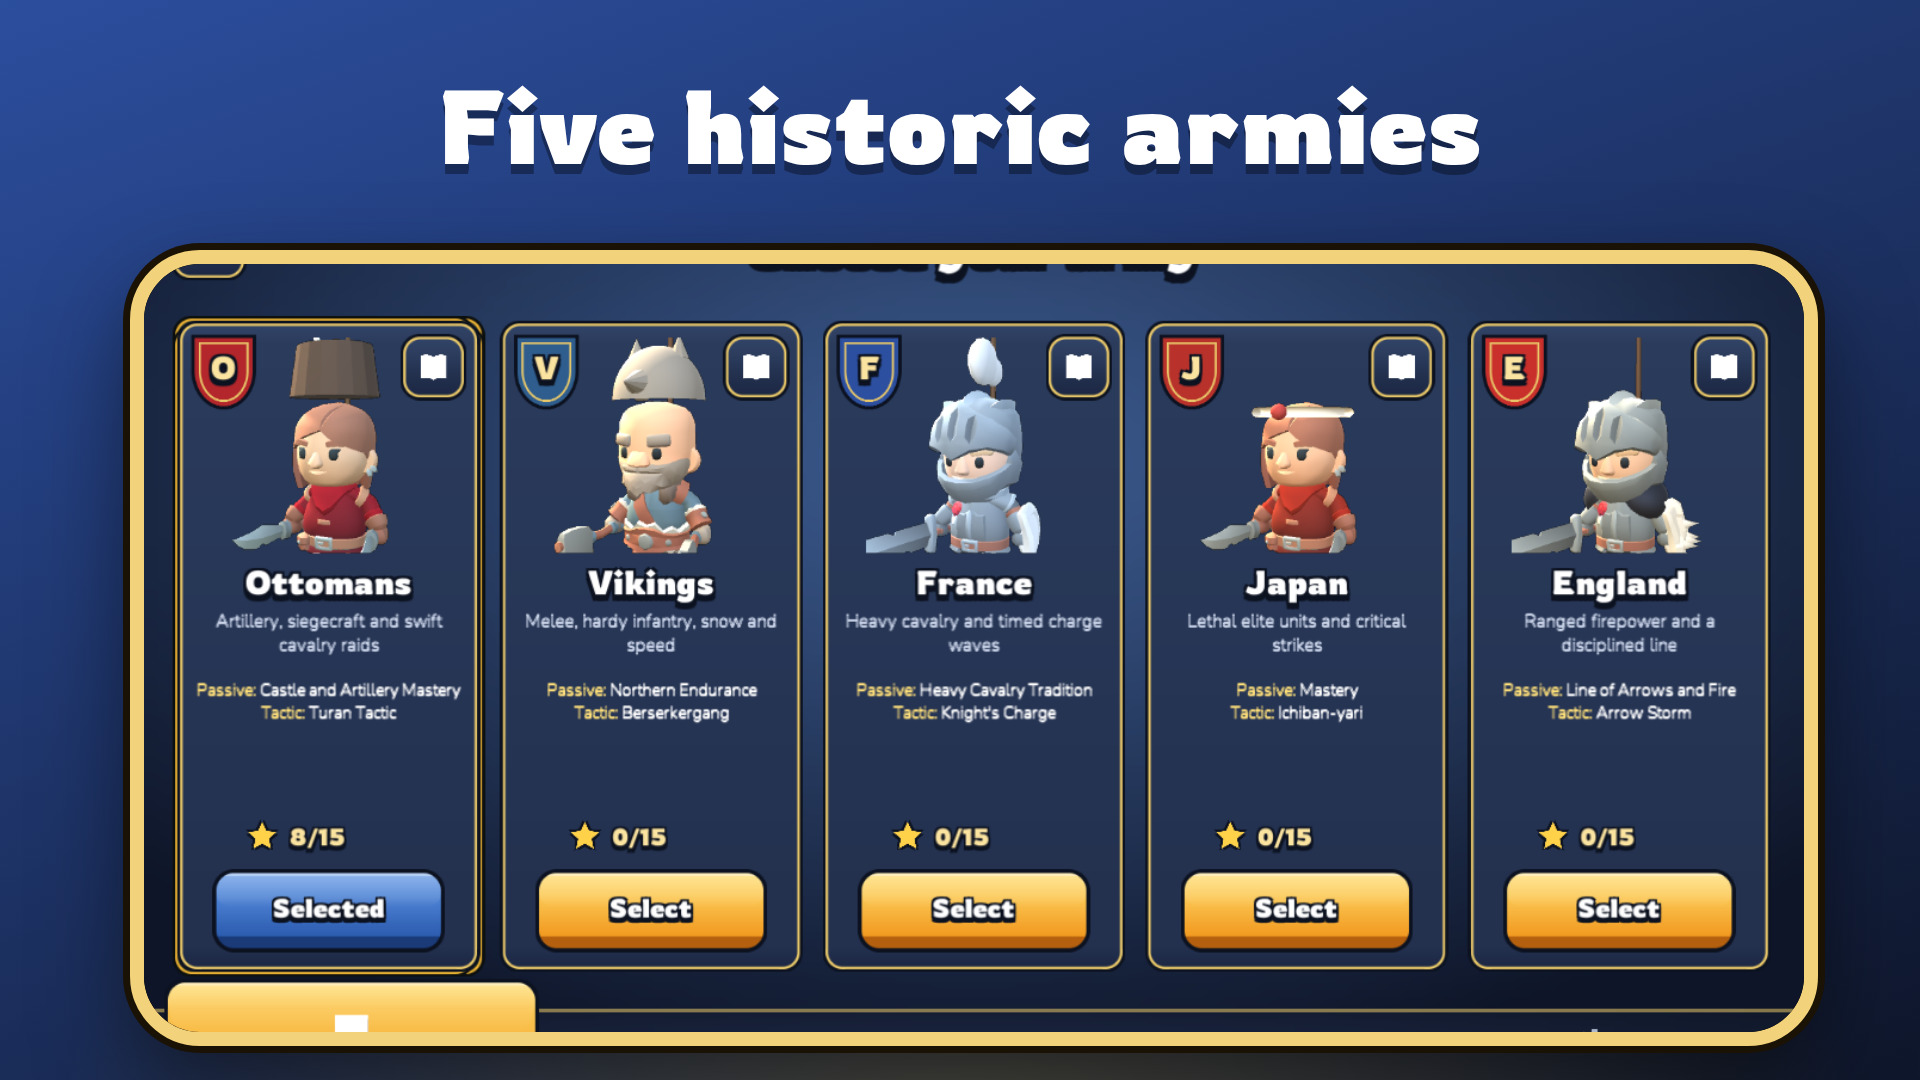 Five historic armies
O
V
F
J
E
Ottomans
Artillery, siegecraft and swift
cavalry raids
Passive: Castle and Artillery Mastery
Tactic: Turan Tactic
8/15
Selected
Vikings
Melee, hardy infantry, snow and
speed
Passive: Northern Endurance
Tactic: Berserkergang
0/15
Select
France
Heavy cavalry and timed charge
waves
Passive: Heavy Cavalry Tradition
Tactic: Knight's Charge
0/15
Select
Japan
Lethal elite units and critical
strikes
Passive: Mastery
Tactic: Ichiban-yari
0/15
Select
England
Ranged firepower and a
disciplined line
Passive: Line of Arrows and Fire
Tactic: Arrow Storm
0/15
Select